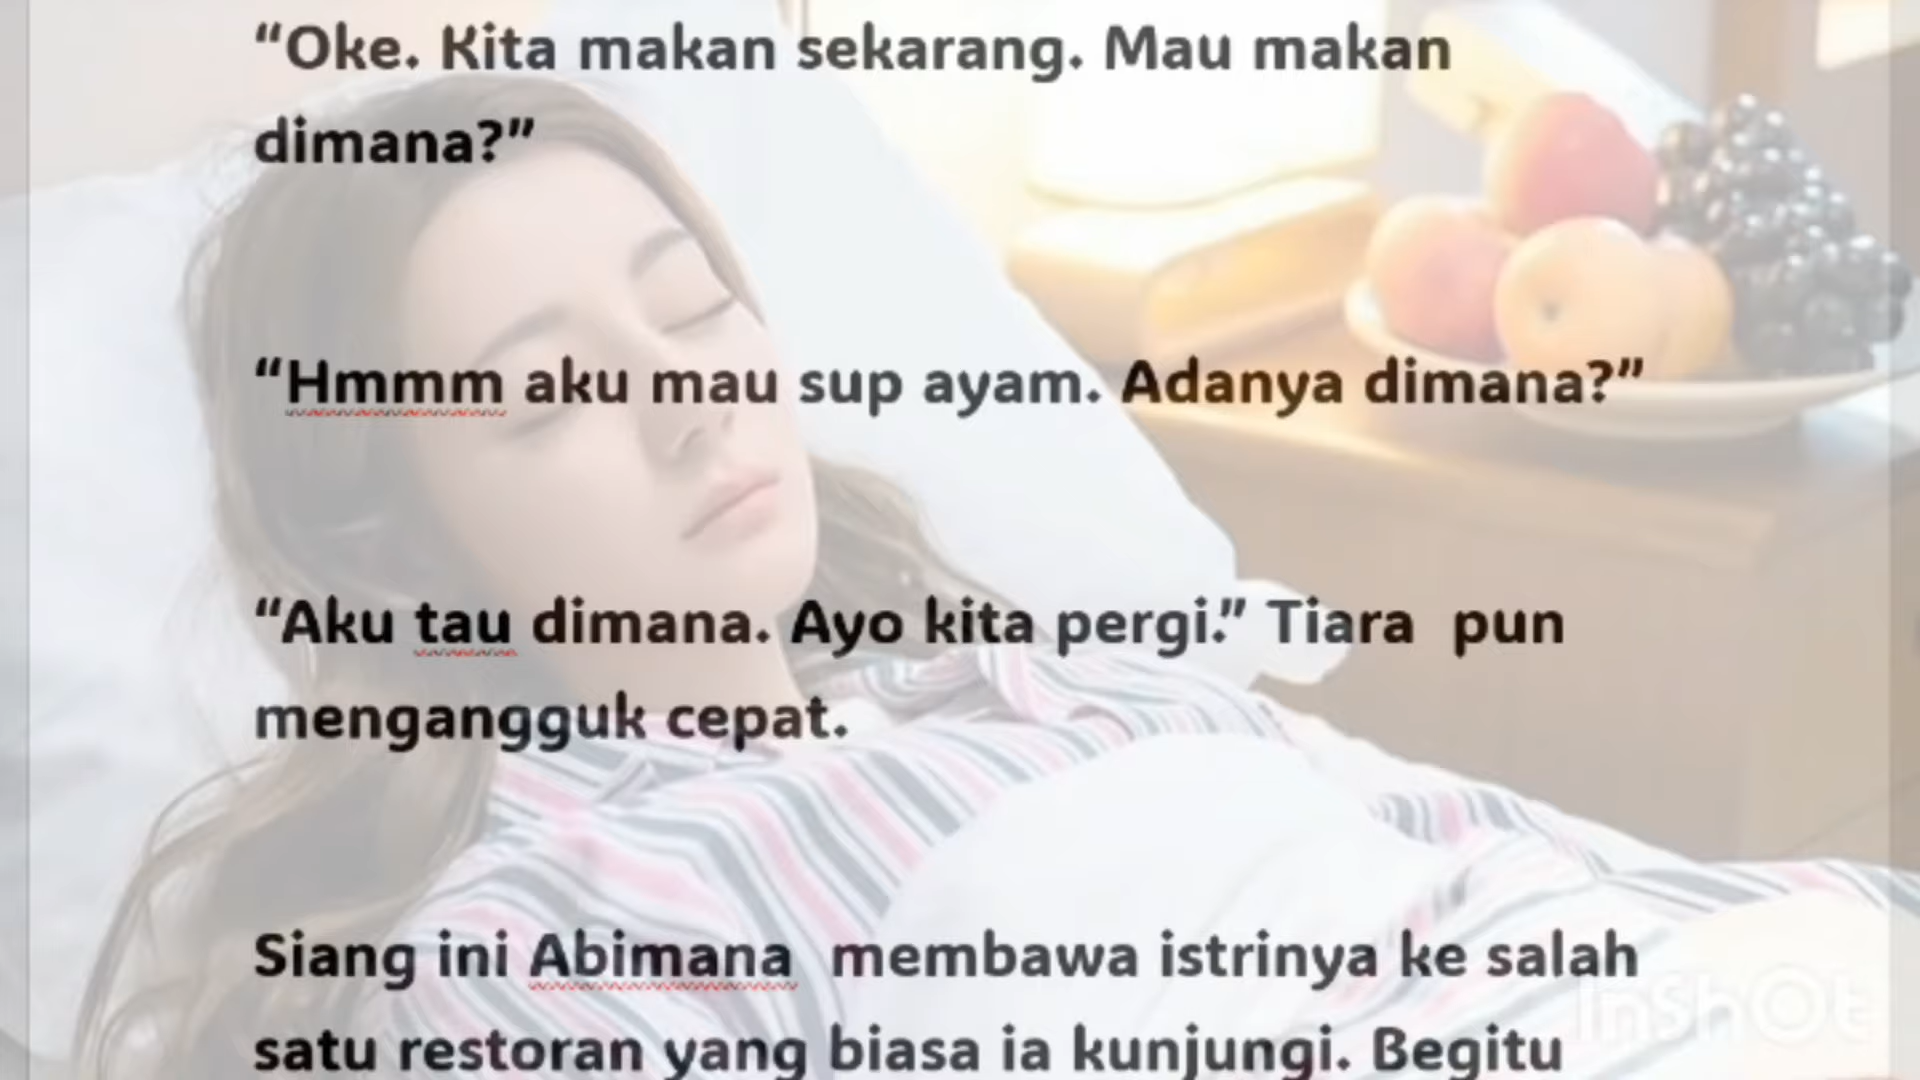 “Oke. Kita makan sekarang. Mau makan
dimana?”
“Hmmm aku mau sup ayam. Adanya dimana?”
“Aku tau dimana. Ayo kita pergi.” Tiara  pun
mengangguk cepat.
Siang ini Abimana  membawa istrinya ke salah
satu restoran yang biasa ia kunjungi. Begitu
InShOt